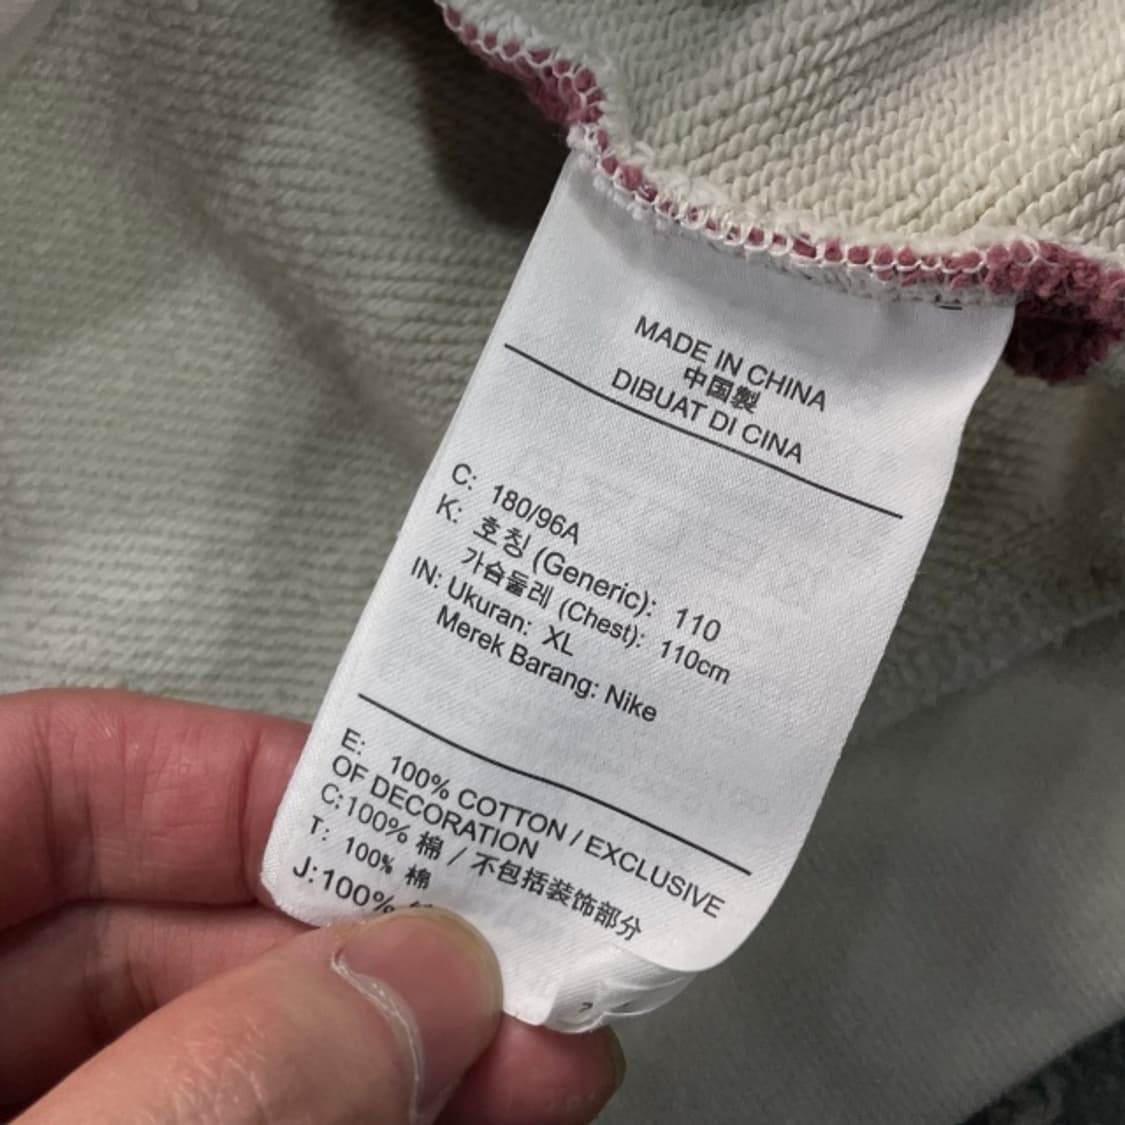 MADE IN CHINA
中国製
DIBUAT DI CINA
C: 180/96A
K: 호칭 (Generic): 110
가슴둘레 (Chest): 110cm
IN: Ukuran: XL
Merek Barang: Nike
E: 100% COTTON / EXCLUSIVE
OF DECORATION
C:100% 棉 / 不包括装饰部分
T: 100% 棉
J:100%